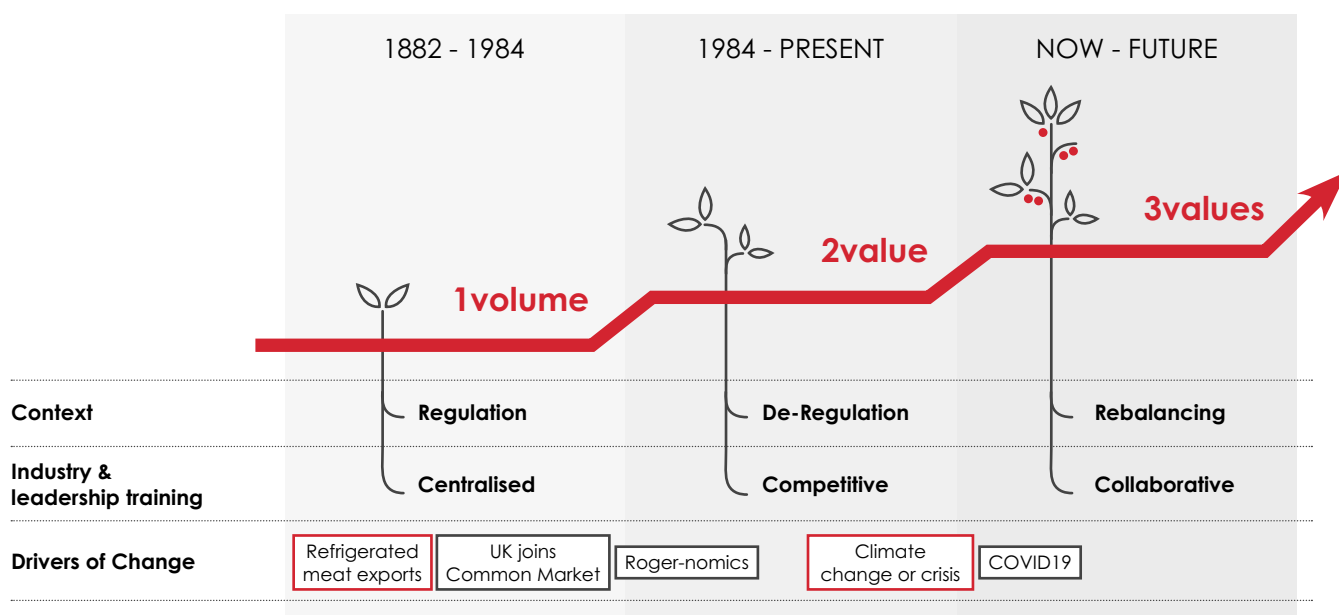 1882 - 1984
1984 - PRESENT
NOW - FUTURE
1volume
2value
3values
Context
Regulation
De-Regulation
Rebalancing
Industry &
leadership training
Centralised
Competitive
Collaborative
Drivers of Change
Refrigerated
meat exports
UK joins
Common Market
Roger-nomics
Climate
change or crisis
COVID19